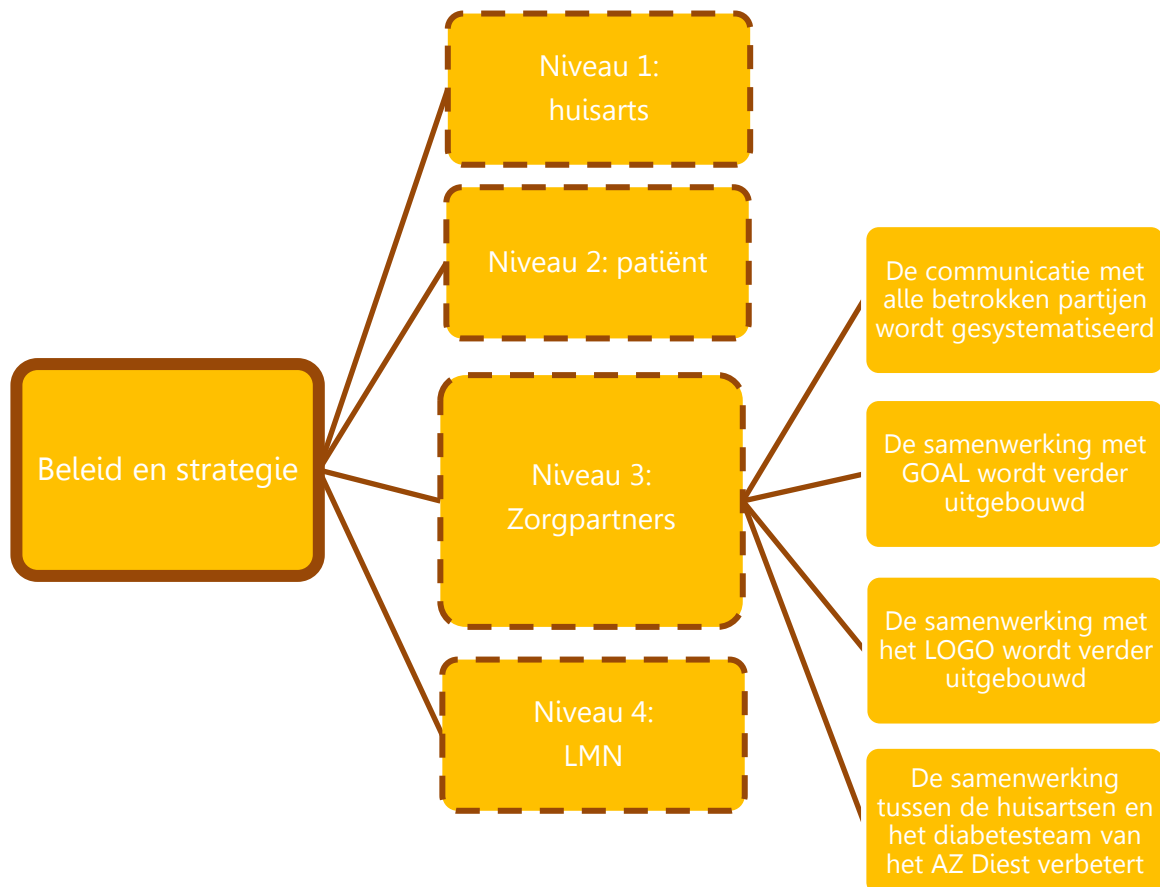 Niveau 1:
huisarts
Niveau 2: patiënt
Beleid en strategie
Niveau 3:
Zorgpartners
Niveau 4:
LMN
De communicatie met
alle betrokken partijen
wordt gesystematiseerd
De samenwerking met
GOAL wordt verder
uitgebouwd
De samenwerking met
het LOGO wordt verder
uitgebouwd
De samenwerking
tussen de huisartsen en
het diabetesteam van
het AZ Diest verbetert